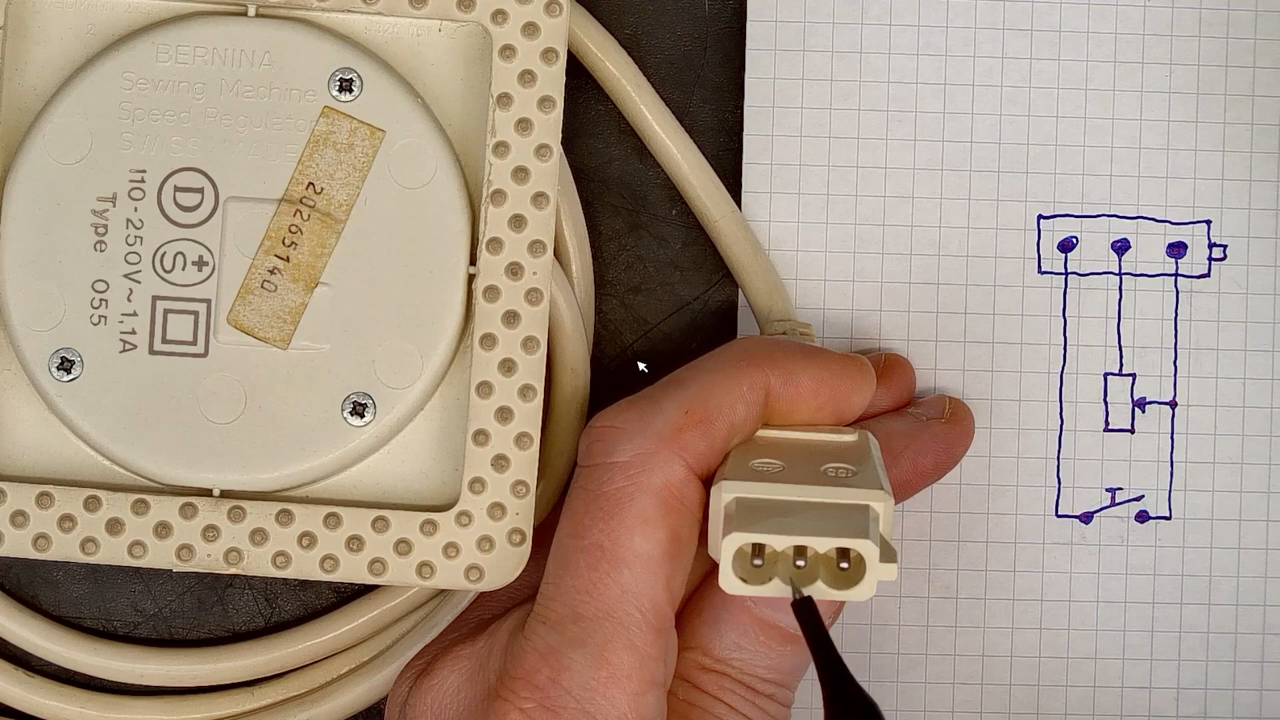 BERNINA
Sewing Machine
Speed Regulator
SWISS MADE
D
+
S
110-250V~1,1A
Type 055
20265140